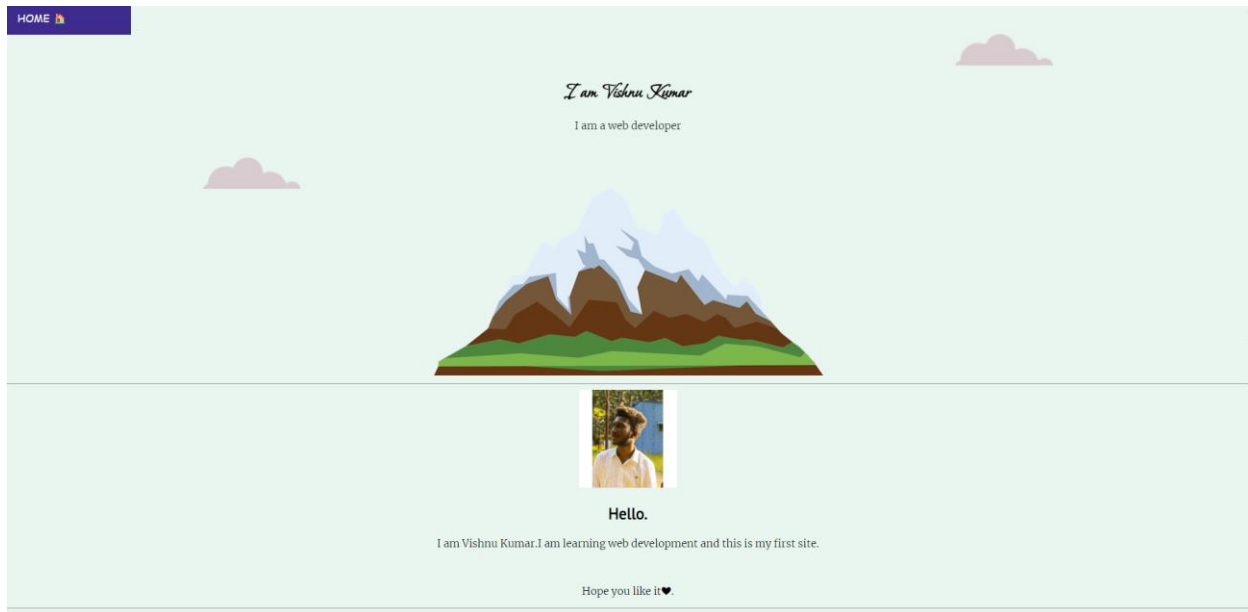 HOME 🏠
I am Vishnu Kumar
I am a web developer
Hello.
I am Vishnu Kumar.I am learning web development and this is my first site.
Hope you like it🖤.